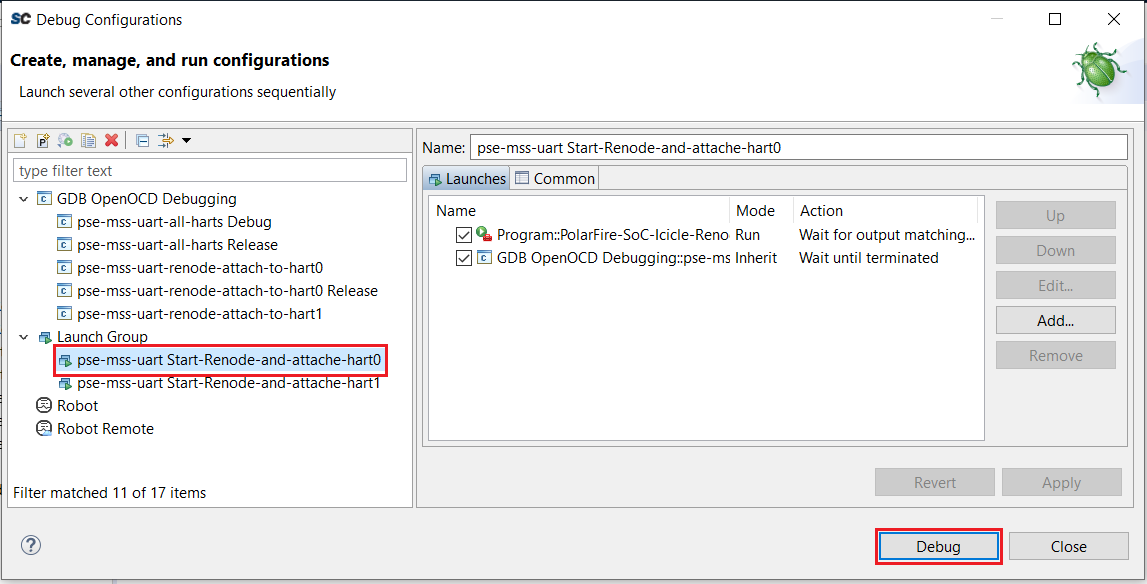 SC Debug Configurations
Create, manage, and run configurations
Launch several other configurations sequentially
type filter text
GDB OpenOCD Debugging
pse-mss-uart-all-harts Debug
pse-mss-uart-all-harts Release
pse-mss-uart-renode-attach-to-hart0
pse-mss-uart-renode-attach-to-hart0 Release
pse-mss-uart-renode-attach-to-hart1
Launch Group
pse-mss-uart Start-Renode-and-attache-hart0
pse-mss-uart Start-Renode-and-attache-hart1
Robot
Robot Remote
Filter matched 11 of 17 items
Name: pse-mss-uart Start-Renode-and-attache-hart0
Launches Common
Name Mode Action
Program::PolarFire-SoC-Icicle-Reno Run Wait for output matching...
GDB OpenOCD Debugging::pse-ms Inherit Wait until terminated
Up
Down
Edit...
Add...
Remove
Revert Apply
? Debug Close